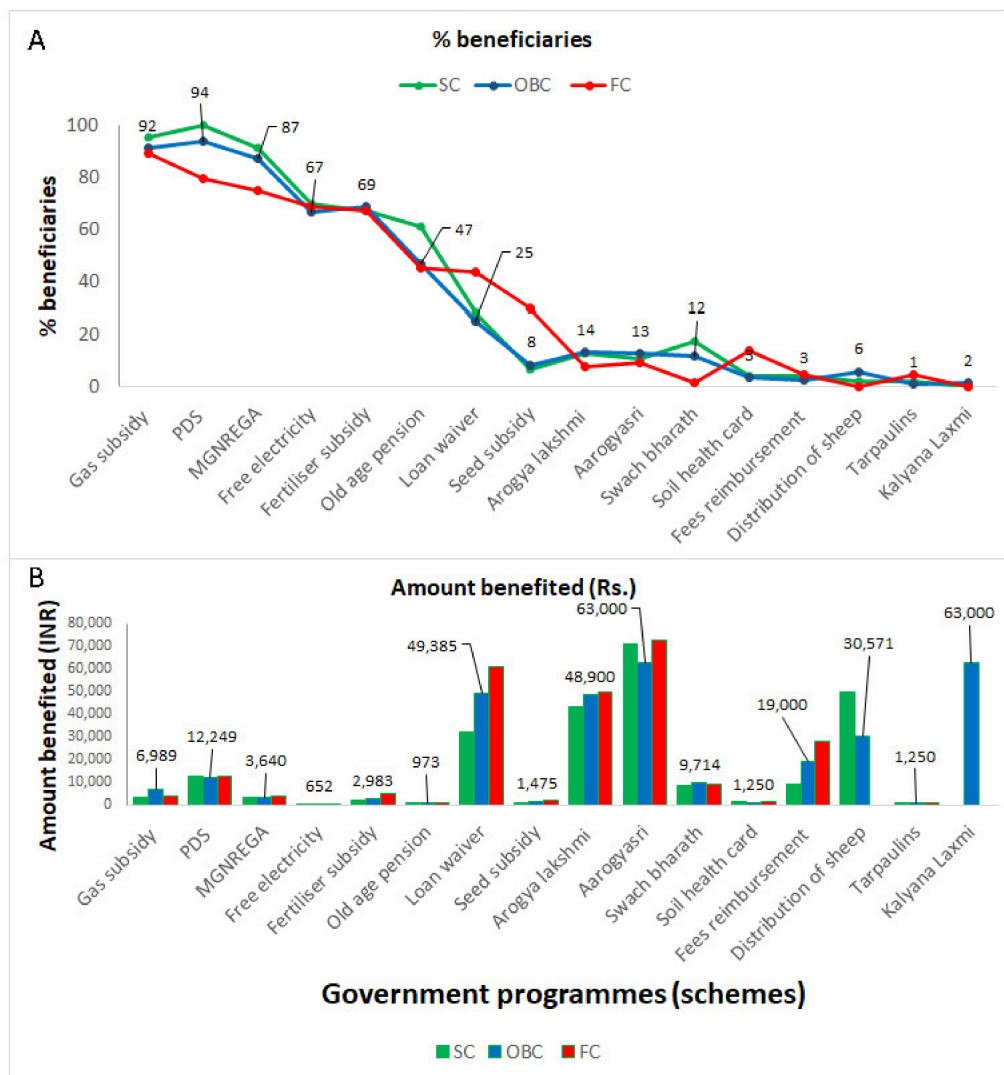 A
% beneficiaries
SC OBC FC
% beneficiaries
100
80
60
40
20
0
92
94
87
67
69
47
25
8
14
13
12
3
3
6
1
2
Gas subsidy
PDS
MGNREGA
Free electricity
Fertiliser subsidy
Old age pension
Loan waiver
Seed subsidy
Arogya lakshmi
Aarogyasri
Swach bharath
Soil health card
Fees reimbursement
Distribution of sheep
Tarpaulins
Kalyana Laxmi
B
Amount benefited (Rs.)
Amount benefited (INR)
80,000
70,000
60,000
50,000
40,000
30,000
20,000
10,000
0
6,989
12,249
3,640
652
2,983
973
49,385
1,475
48,900
63,000
9,714
1,250
19,000
30,571
1,250
63,000
Gas subsidy
PDS
MGNREGA
Free electricity
Fertiliser subsidy
Old age pension
Loan waiver
Seed subsidy
Arogya lakshmi
Aarogyasri
Swach bharath
Soil health card
Fees reimbursement
Distribution of sheep
Tarpaulins
Kalyana Laxmi
Government programmes (schemes)
SC OBC FC